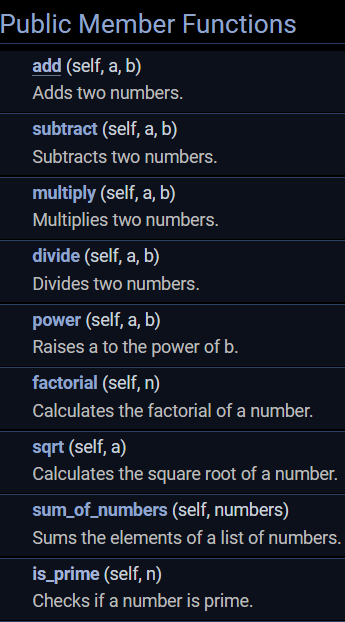 Public Member Functions
add (self, a, b)
Adds two numbers.
subtract (self, a, b)
Subtracts two numbers.
multiply (self, a, b)
Multiplies two numbers.
divide (self, a, b)
Divides two numbers.
power (self, a, b)
Raises a to the power of b.
factorial (self, n)
Calculates the factorial of a number.
sqrt (self, a)
Calculates the square root of a number.
sum_of_numbers (self, numbers)
Sums the elements of a list of numbers.
is_prime (self, n)
Checks if a number is prime.